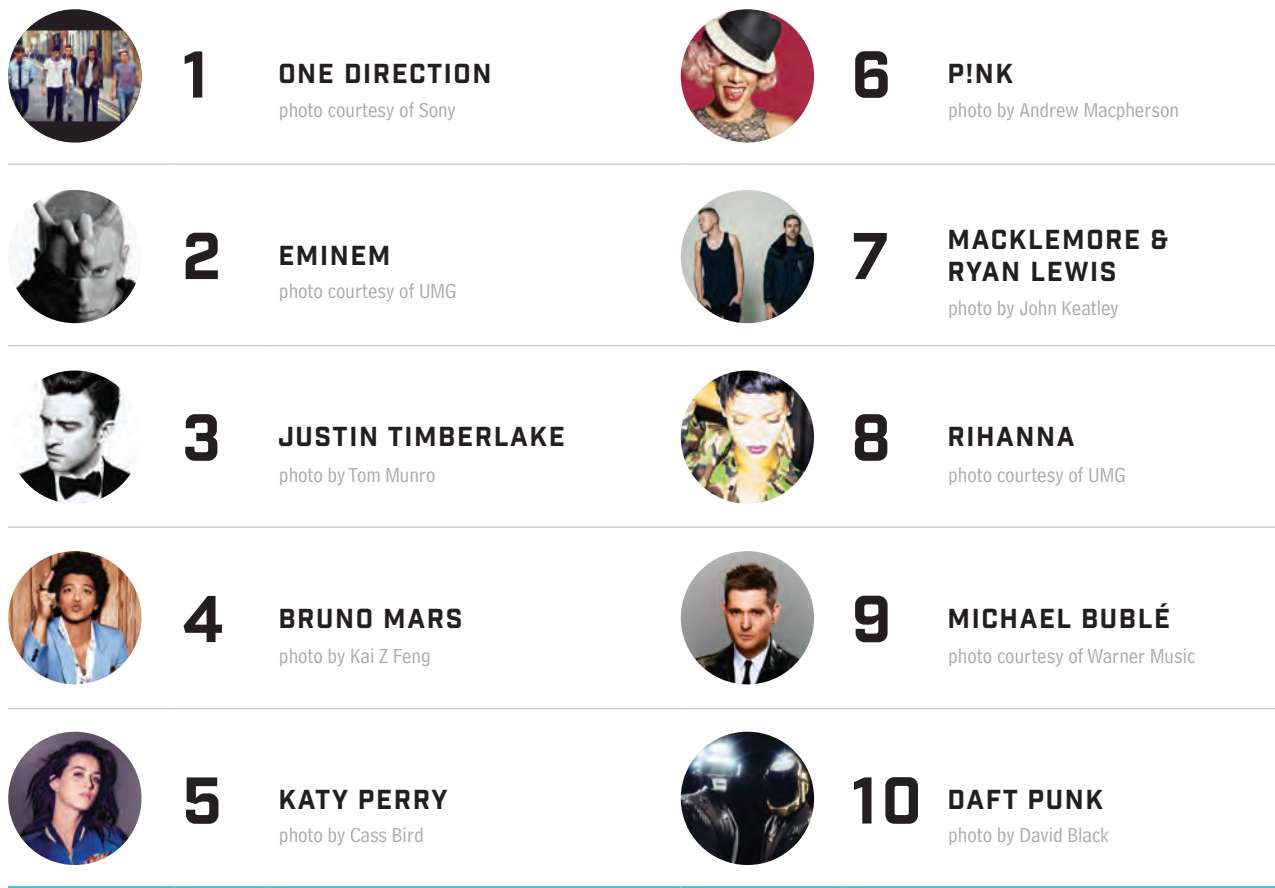 1
ONE DIRECTION
photo courtesy of Sony
2
EMINEM
photo courtesy of UMG
3
JUSTIN TIMBERLAKE
photo by Tom Munro
4
BRUNO MARS
photo by Kai Z Feng
5
KATY PERRY
photo by Cass Bird
6
P!NK
photo by Andrew Macpherson
7
MACKLEMORE &
RYAN LEWIS
photo by John Keatley
8
RIHANNA
photo courtesy of UMG
9
MICHAEL BUBLÉ
photo courtesy of Warner Music
10
DAFT PUNK
photo by David Black